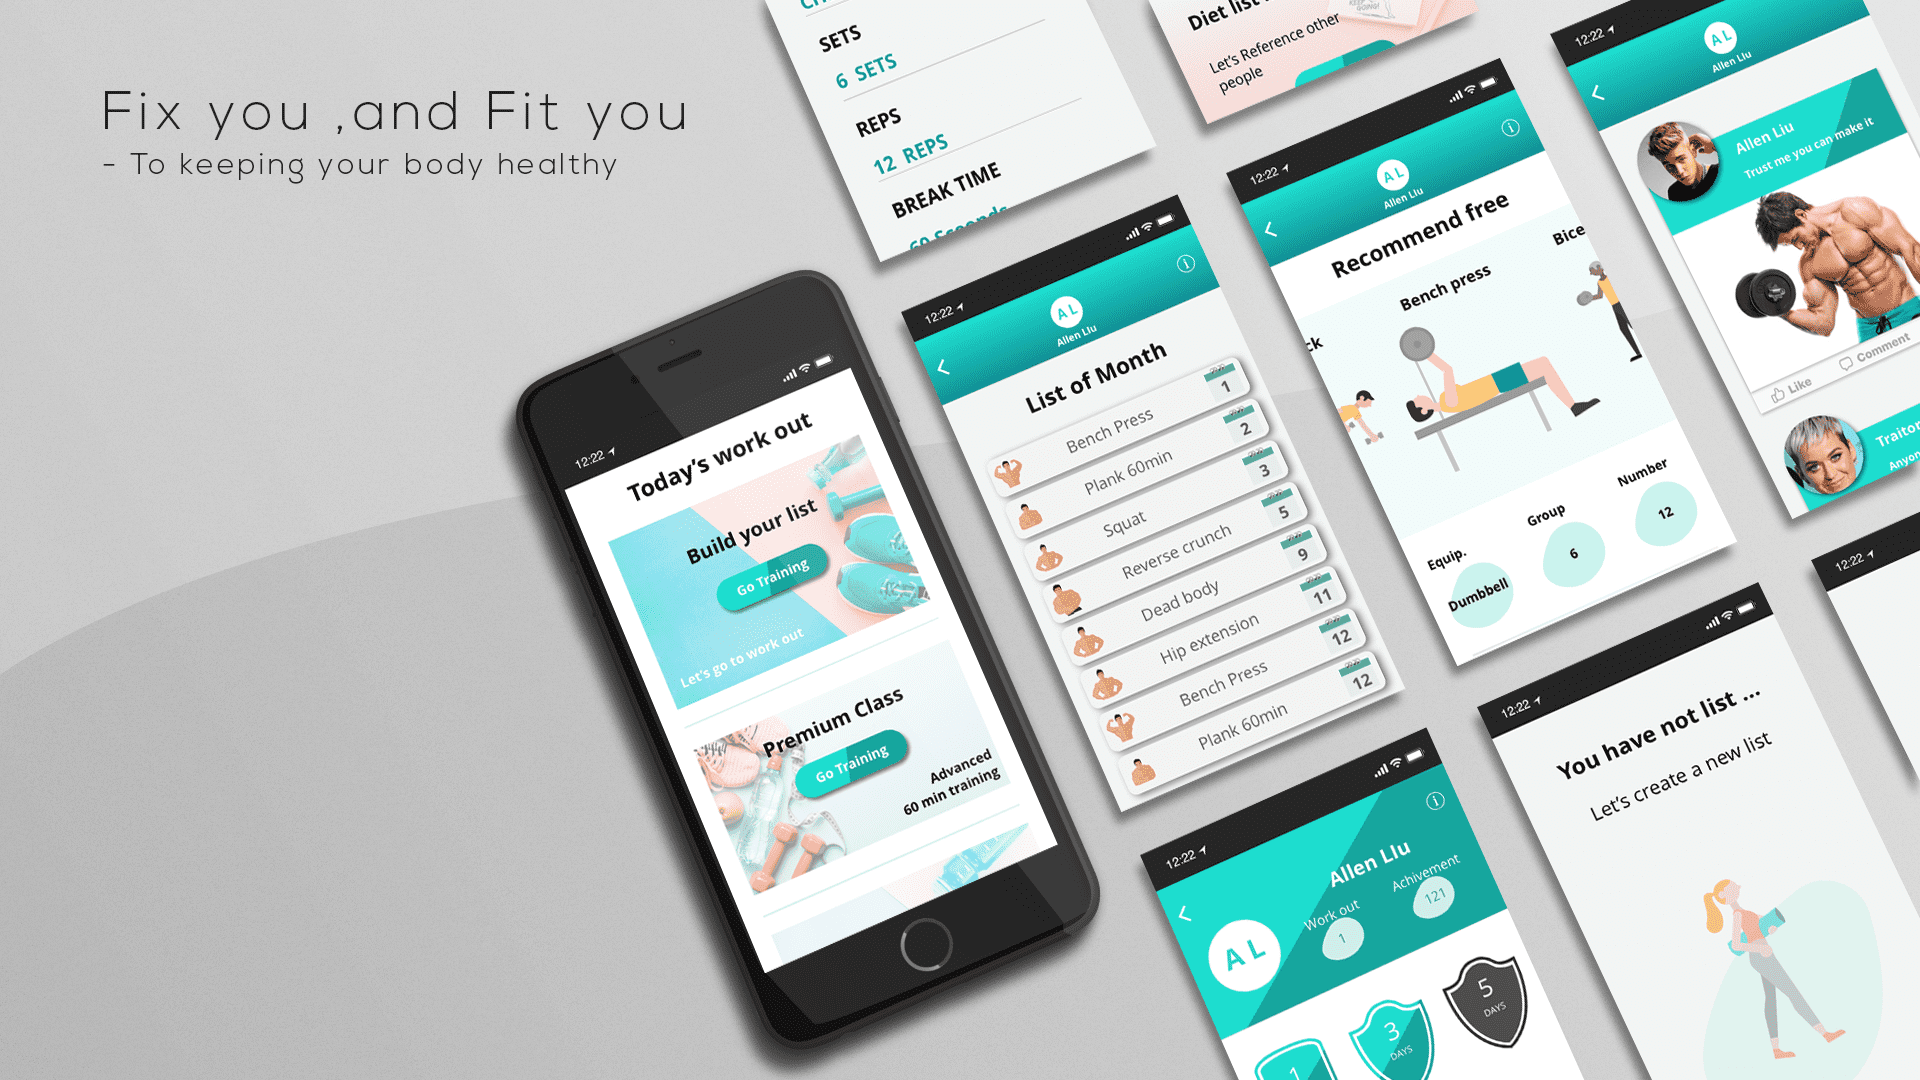 Fix you ,and Fit you
- To keeping your body healthy
12:22
Today's work out
Build your list
Go Training
Let's go to work out
Premium Class
Go Training
Advanced
60 min training
SETS
6 SETS
REPS
12 REPS
BREAK TIME
60 Seconds
Diet list
KEEP
GOING!
Let's Reference other
people
12:22
A L
Allen LIu
List of Month
Bench Press
1
Plank 60min
2
Squat
3
Reverse crunch
5
Dead body
9
Hip extension
11
Bench Press
12
Plank 60min
12
12:22
A L
Allen LIu
Recommend free
ck
Bench press
Bice
Equip.
Dumbbell
Group
6
Number
12
12:22
A L
Allen LIu
Allen Liu
Trust me you can make it
Like
Comment
Traitor
Anyon
12:22
Allen LIu
A L
Work out
1
Achivement
121
1
3
DAYS
5
DAYS
12:22
You have not list ...
Let's create a new list
12:22